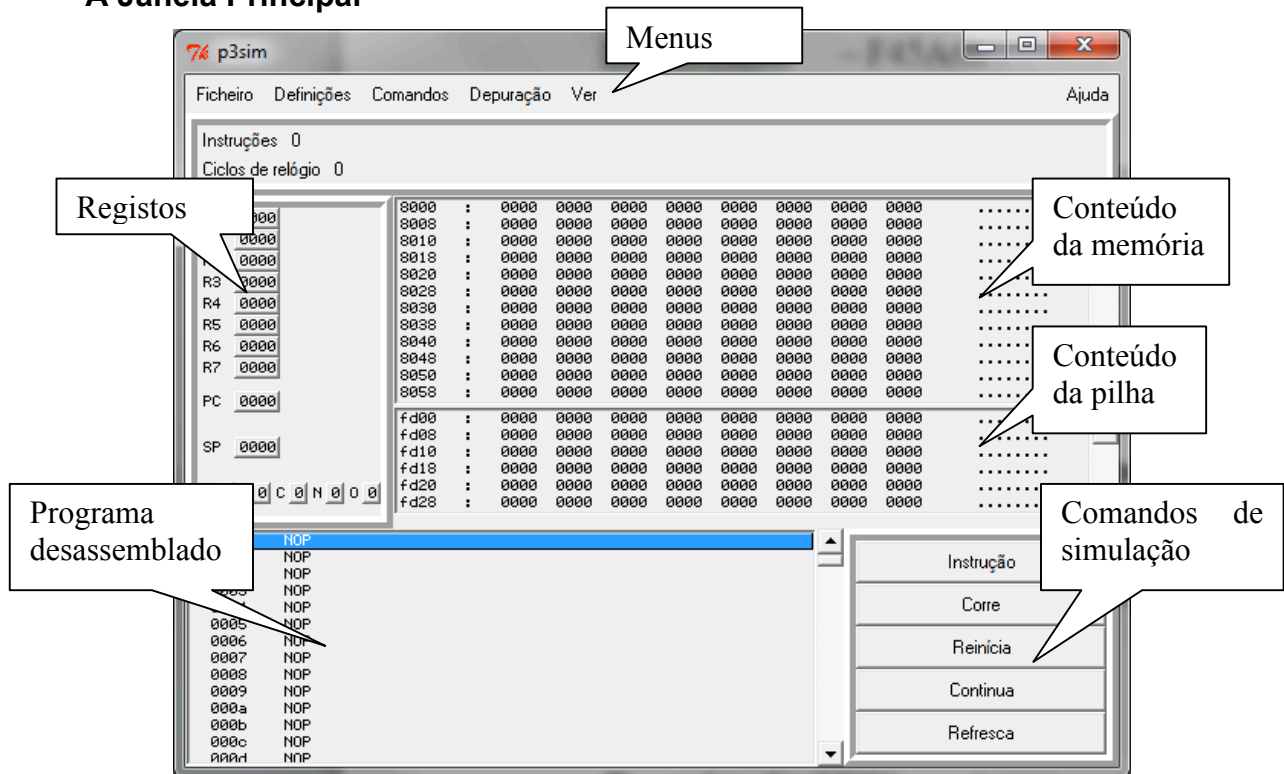 A Janela Principal
Menus
p3sim
Ficheiro Definições Comandos Depuração Ver Ajuda
Instruções 0
Ciclos de relógio 0
Registos
0000
0000
R3 0000
R4 0000
R5 0000
R6 0000
R7 0000
PC 0000
SP 0000
0 C 0 N 0 O 0
8000 : 0000 0000 0000 0000 0000 0000 0000 0000 .......
8008 : 0000 0000 0000 0000 0000 0000 0000 0000 .......
8010 : 0000 0000 0000 0000 0000 0000 0000 0000 .......
8018 : 0000 0000 0000 0000 0000 0000 0000 0000 .......
8020 : 0000 0000 0000 0000 0000 0000 0000 0000 .......
8028 : 0000 0000 0000 0000 0000 0000 0000 0000 ........
8030 : 0000 0000 0000 0000 0000 0000 0000 0000 ........
8038 : 0000 0000 0000 0000 0000 0000 0000 0000 .......
8040 : 0000 0000 0000 0000 0000 0000 0000 0000 .......
8048 : 0000 0000 0000 0000 0000 0000 0000 0000 .......
8050 : 0000 0000 0000 0000 0000 0000 0000 0000 .......
8058 : 0000 0000 0000 0000 0000 0000 0000 0000 .......
Conteúdo
da memória
fd00 : 0000 0000 0000 0000 0000 0000 0000 0000 ........
fd08 : 0000 0000 0000 0000 0000 0000 0000 0000 ........
fd10 : 0000 0000 0000 0000 0000 0000 0000 0000 ........
fd18 : 0000 0000 0000 0000 0000 0000 0000 0000 ........
fd20 : 0000 0000 0000 0000 0000 0000 0000 0000 ........
fd28 : 0000 0000 0000 0000 0000 0000 0000 0000 .......
Conteúdo
da pilha
Programa
desassemblado
NOP
NOP
NOP
NOP
NOP
0005 NOP
0006 NOP
0007 NOP
0008 NOP
0009 NOP
000a NOP
000b NOP
000c NOP
000d NOP
Comandos de
simulação
Instrução
Corre
Reinícia
Continua
Refresca